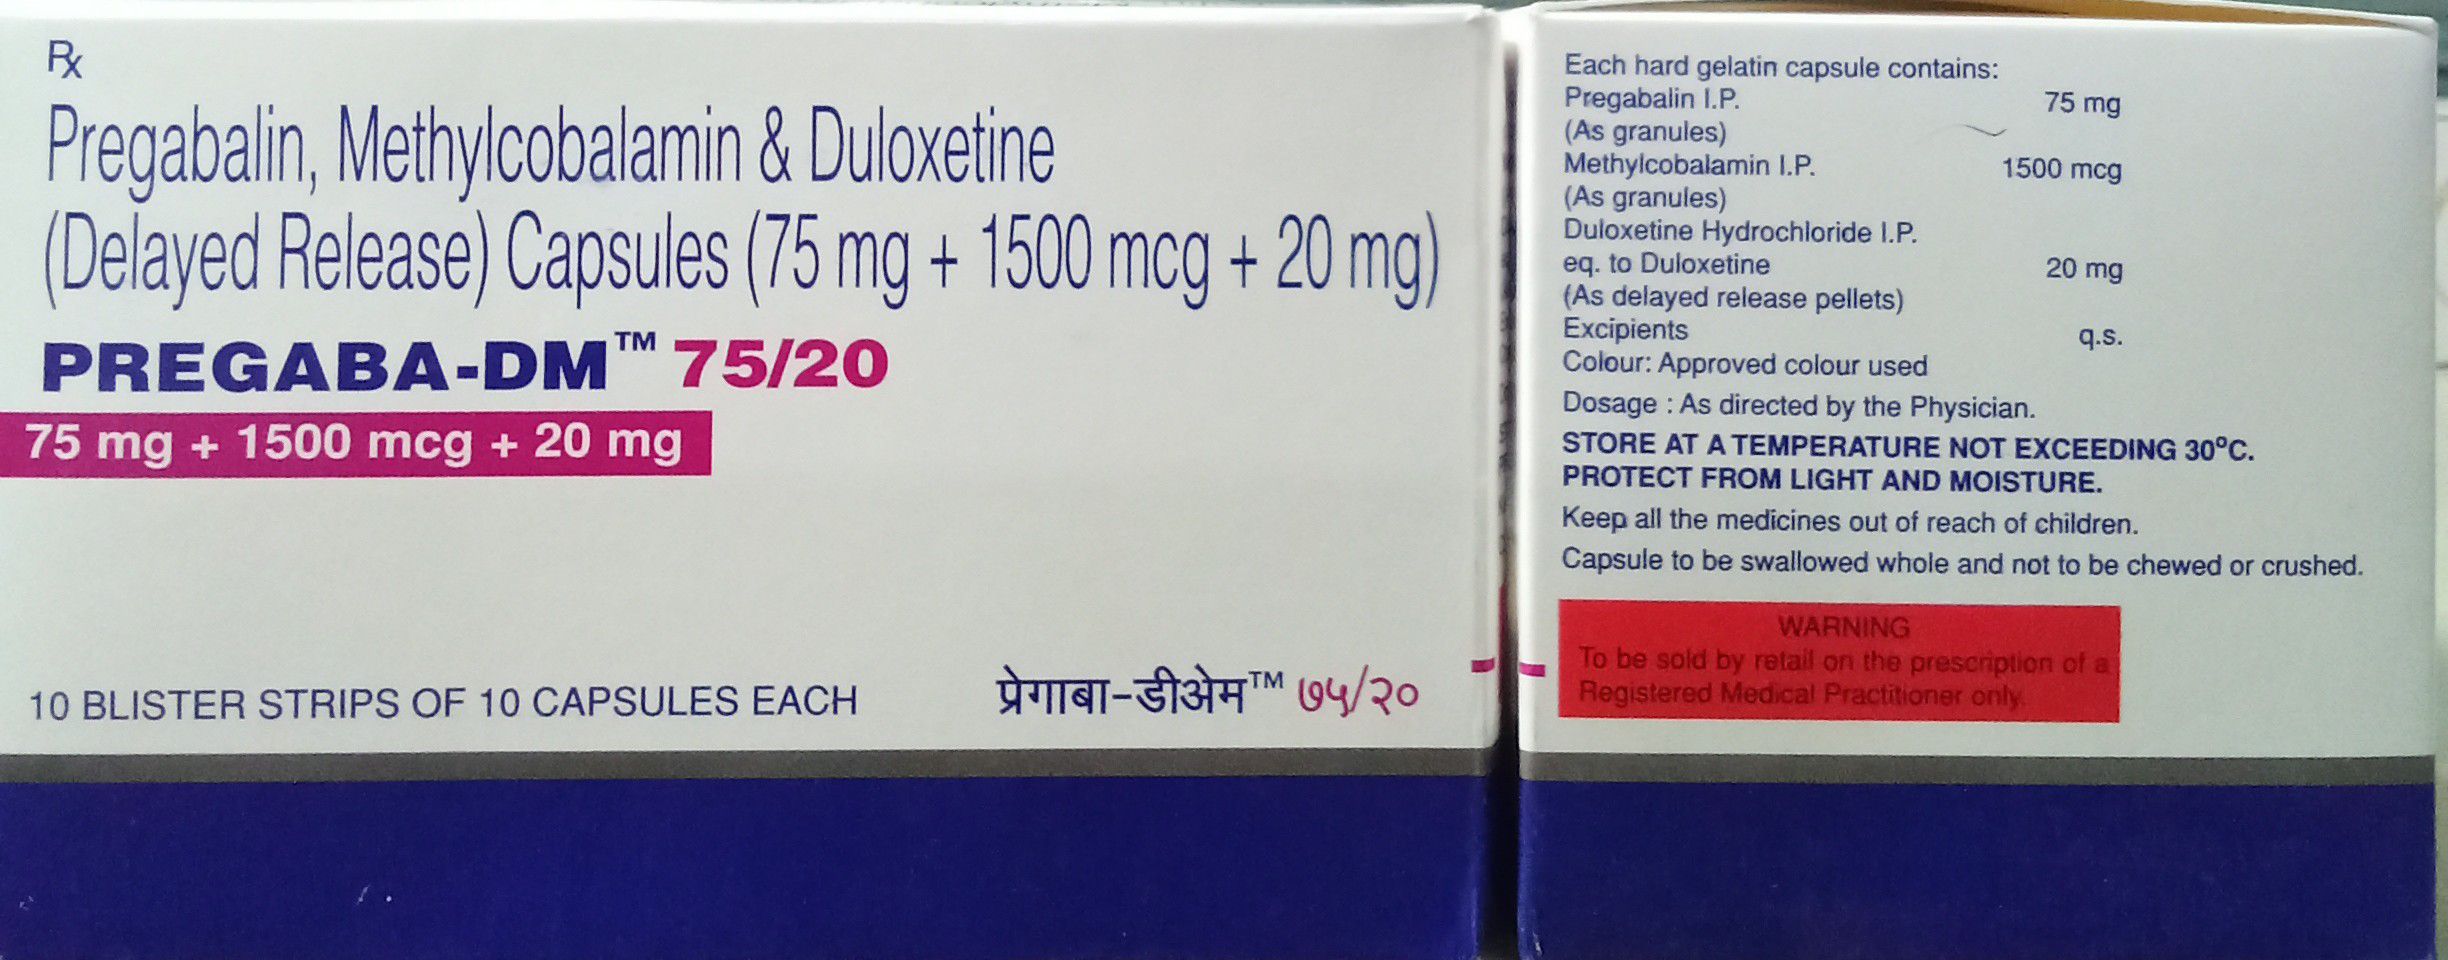 Rx
Pregabalin, Methylcobalamin & Duloxetine
(Delayed Release) Capsules (75 mg + 1500 mcg + 20 mg)
PREGABA-DM™ 75/20
75 mg + 1500 mcg + 20 mg
10 BLISTER STRIPS OF 10 CAPSULES EACH
प्रेगाबा-डीअेम™ ७५/२०
Each hard gelatin capsule contains:
Pregabalin I.P. 75 mg
(As granules)
Methylcobalamin I.P. 1500 mcg
(As granules)
Duloxetine Hydrochloride I.P.
eq. to Duloxetine 20 mg
(As delayed release pellets)
Excipients q.s.
Colour: Approved colour used
Dosage : As directed by the Physician.
STORE AT A TEMPERATURE NOT EXCEEDING 30ºC.
PROTECT FROM LIGHT AND MOISTURE.
Keep all the medicines out of reach of children.
Capsule to be swallowed whole and not to be chewed or crushed.
WARNING
To be sold by retail on the prescription of a
Registered Medical Practitioner only.